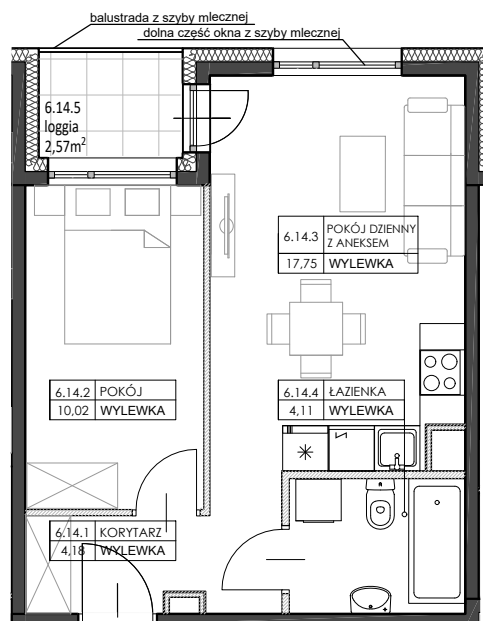 balustrada z szyby mlecznej
dolna część okna z szyby mlecznej
6.14.5
loggia
2,57m²
6.14.3 POKÓJ DZIENNY
Z ANEKSEM
17,75 WYLEWKA
6.14.2 POKÓJ
10,02 WYLEWKA
6.14.4 ŁAZIENKA
4,11 WYLEWKA
6.14.1 KORYTARZ
4,18 WYLEWKA